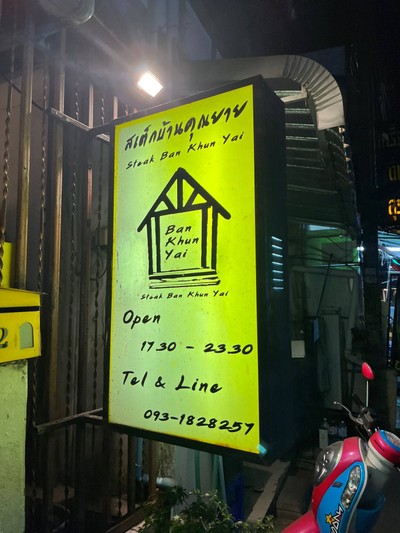 สเต็กบ้านคุณยาย
Steak Ban Khun Yai
Ban
Khun
Yai
Steak Ban Khun Yai
Open
17.30 - 23.30
Tel & Line
093-1828257
2